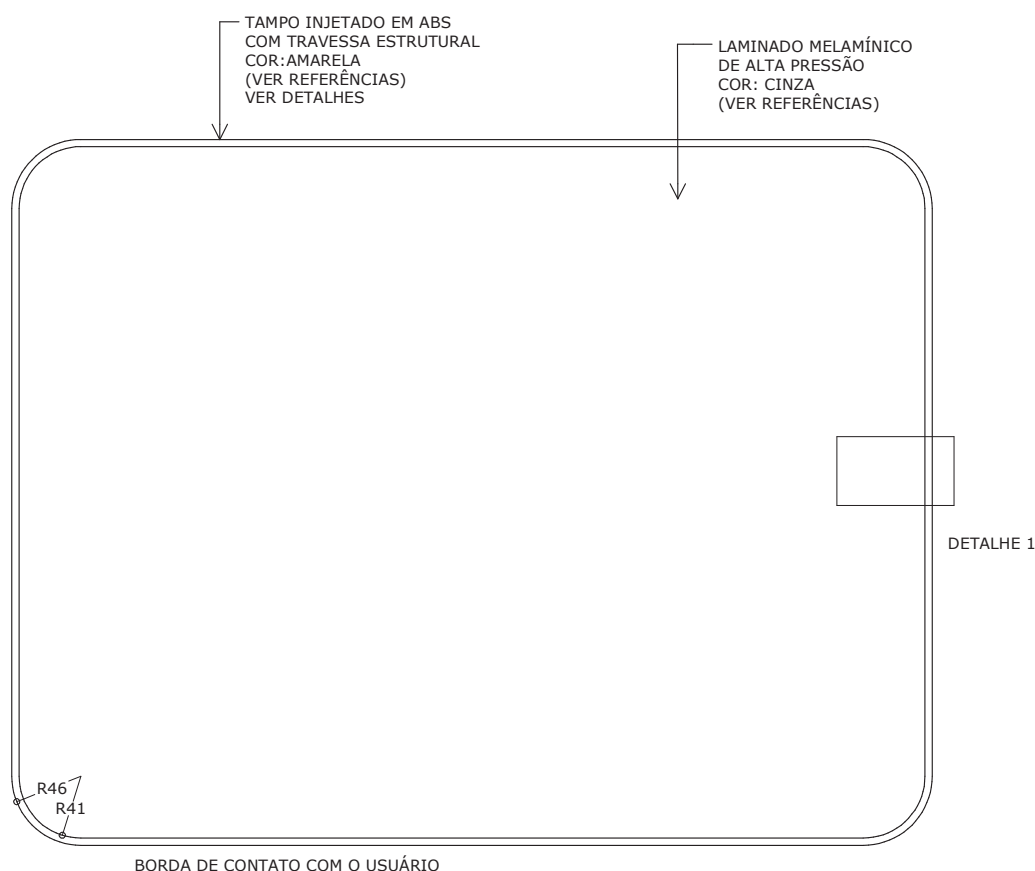 TAMPO INJETADO EM ABS
COM TRAVESSA ESTRUTURAL
COR:AMARELA
(VER REFERÊNCIAS)
VER DETALHES
LAMINADO MELAMÍNICO
DE ALTA PRESSÃO
COR: CINZA
(VER REFERÊNCIAS)
DETALHE 1
R46
R41
BORDA DE CONTATO COM O USUÁRIO